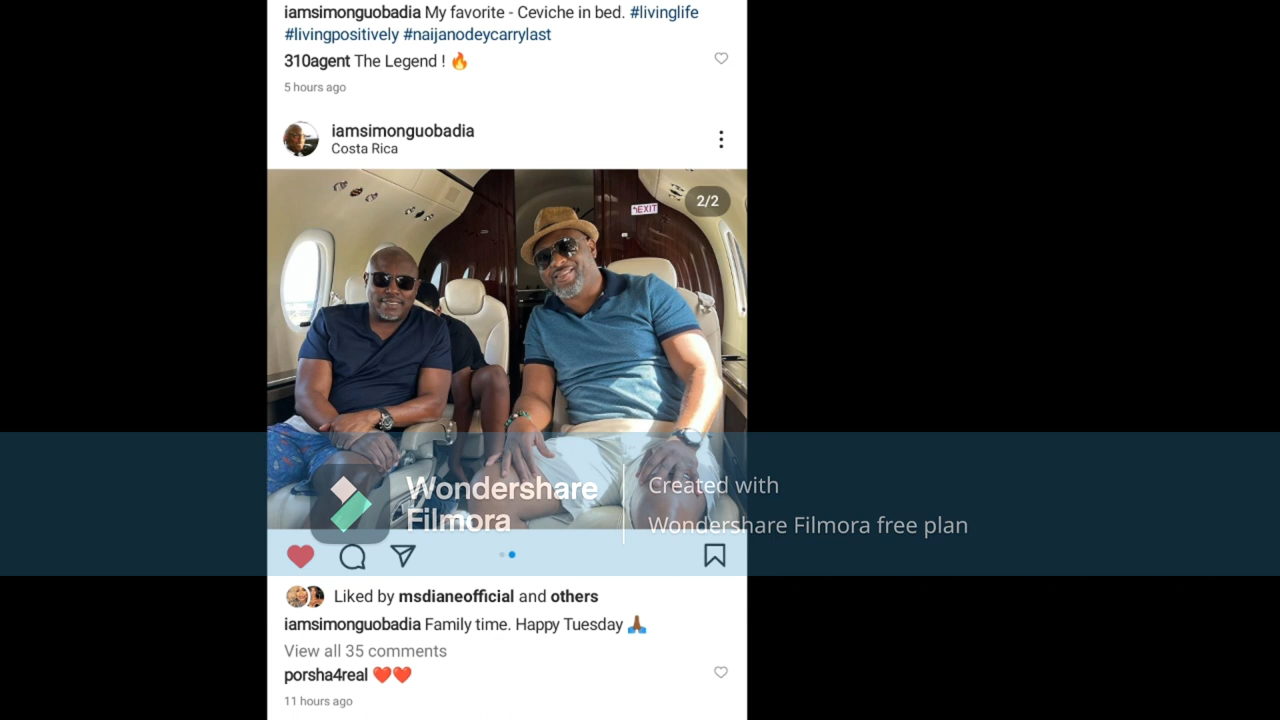 iamsimonguobadia My favorite - Ceviche in bed. #livinglife
#livingpositively #naijanodeycarrylast
310agent The Legend ! 🔥
5 hours ago
iamsimonguobadia
Costa Rica
2/2
EXIT
Wondershare
Filmora
Created with
Wondershare Filmora free plan
Liked by msdianeofficial and others
iamsimonguobadia Family time. Happy Tuesday 🙏🏾
View all 35 comments
porsha4real ❤️❤️
11 hours ago